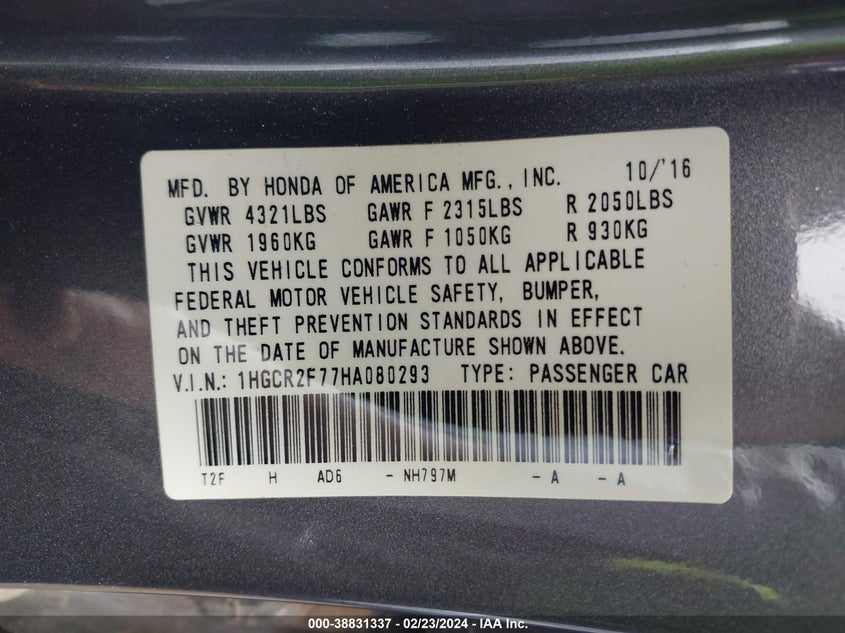 MFD. BY HONDA OF AMERICA MFG., INC. 10/'16
GVWR 4321LBS GAWR F 2315LBS R 2050LBS
GVWR 1960KG GAWR F 1050KG R 930KG
THIS VEHICLE CONFORMS TO ALL APPLICABLE
FEDERAL MOTOR VEHICLE SAFETY, BUMPER,
AND THEFT PREVENTION STANDARDS IN EFFECT
ON THE DATE OF MANUFACTURE SHOWN ABOVE.
V.I.N.: 1HGCR2F77HA080293 TYPE: PASSENGER CAR
T2F H AD6 - NH797M - A - A
000-38831337 - 02/23/2024 - IAA Inc.